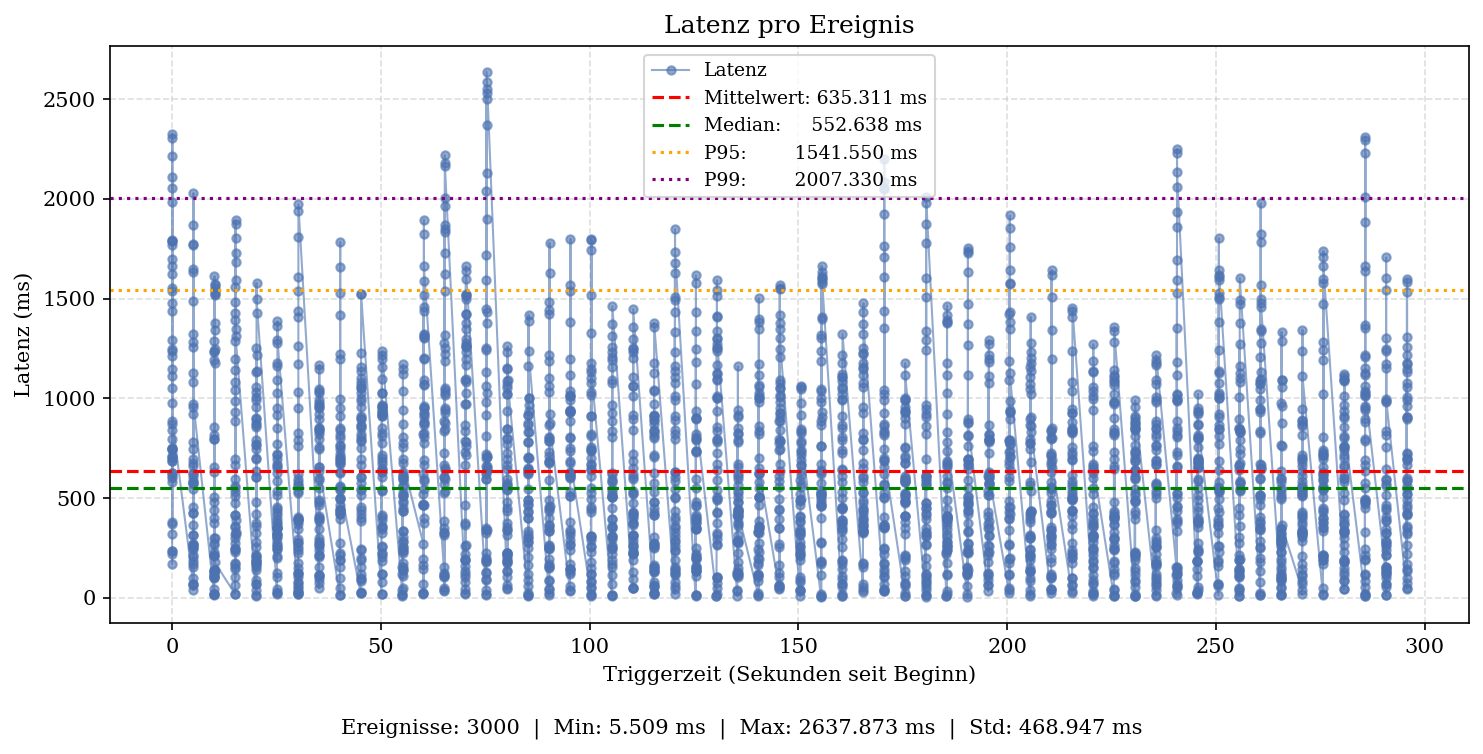 Latenz pro Ereignis
Latenz (ms)
2500
2000
1500
1000
500
0
Latenz
Mittelwert: 635.311 ms
Median: 552.638 ms
P95: 1541.550 ms
P99: 2007.330 ms
0 50 100 150 200 250 300
Triggerzeit (Sekunden seit Beginn)
Ereignisse: 3000 | Min: 5.509 ms | Max: 2637.873 ms | Std: 468.947 ms